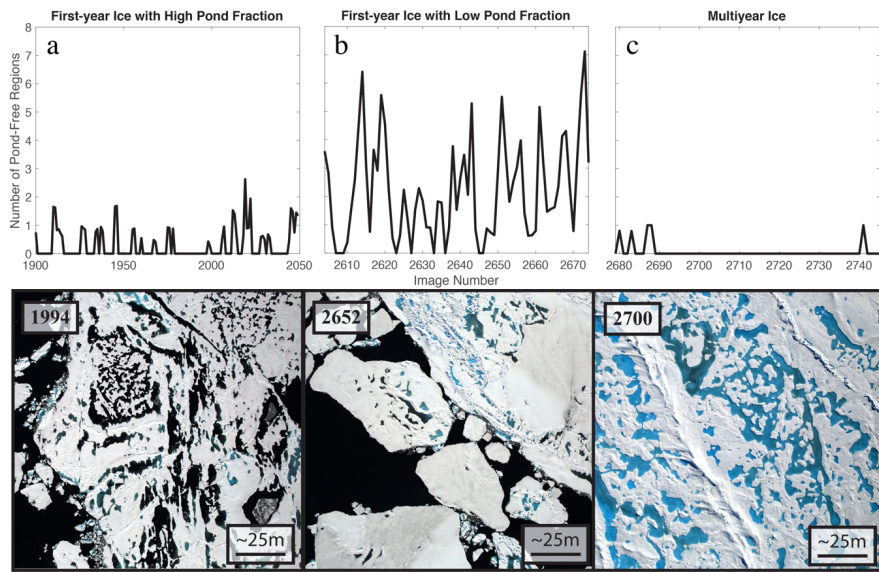 First-year Ice with High Pond Fraction
First-year Ice with Low Pond Fraction
Multiyear Ice
a
b
c
Number of Pond-Free Regions
8
7
6
5
4
3
2
1
0
1900
1950
2000
2050
2610
2620
2630
2640
2650
2660
2670
2680
2690
2700
2710
2720
2730
2740
Image Number
1994
2652
2700
~25m
~25m
~25m